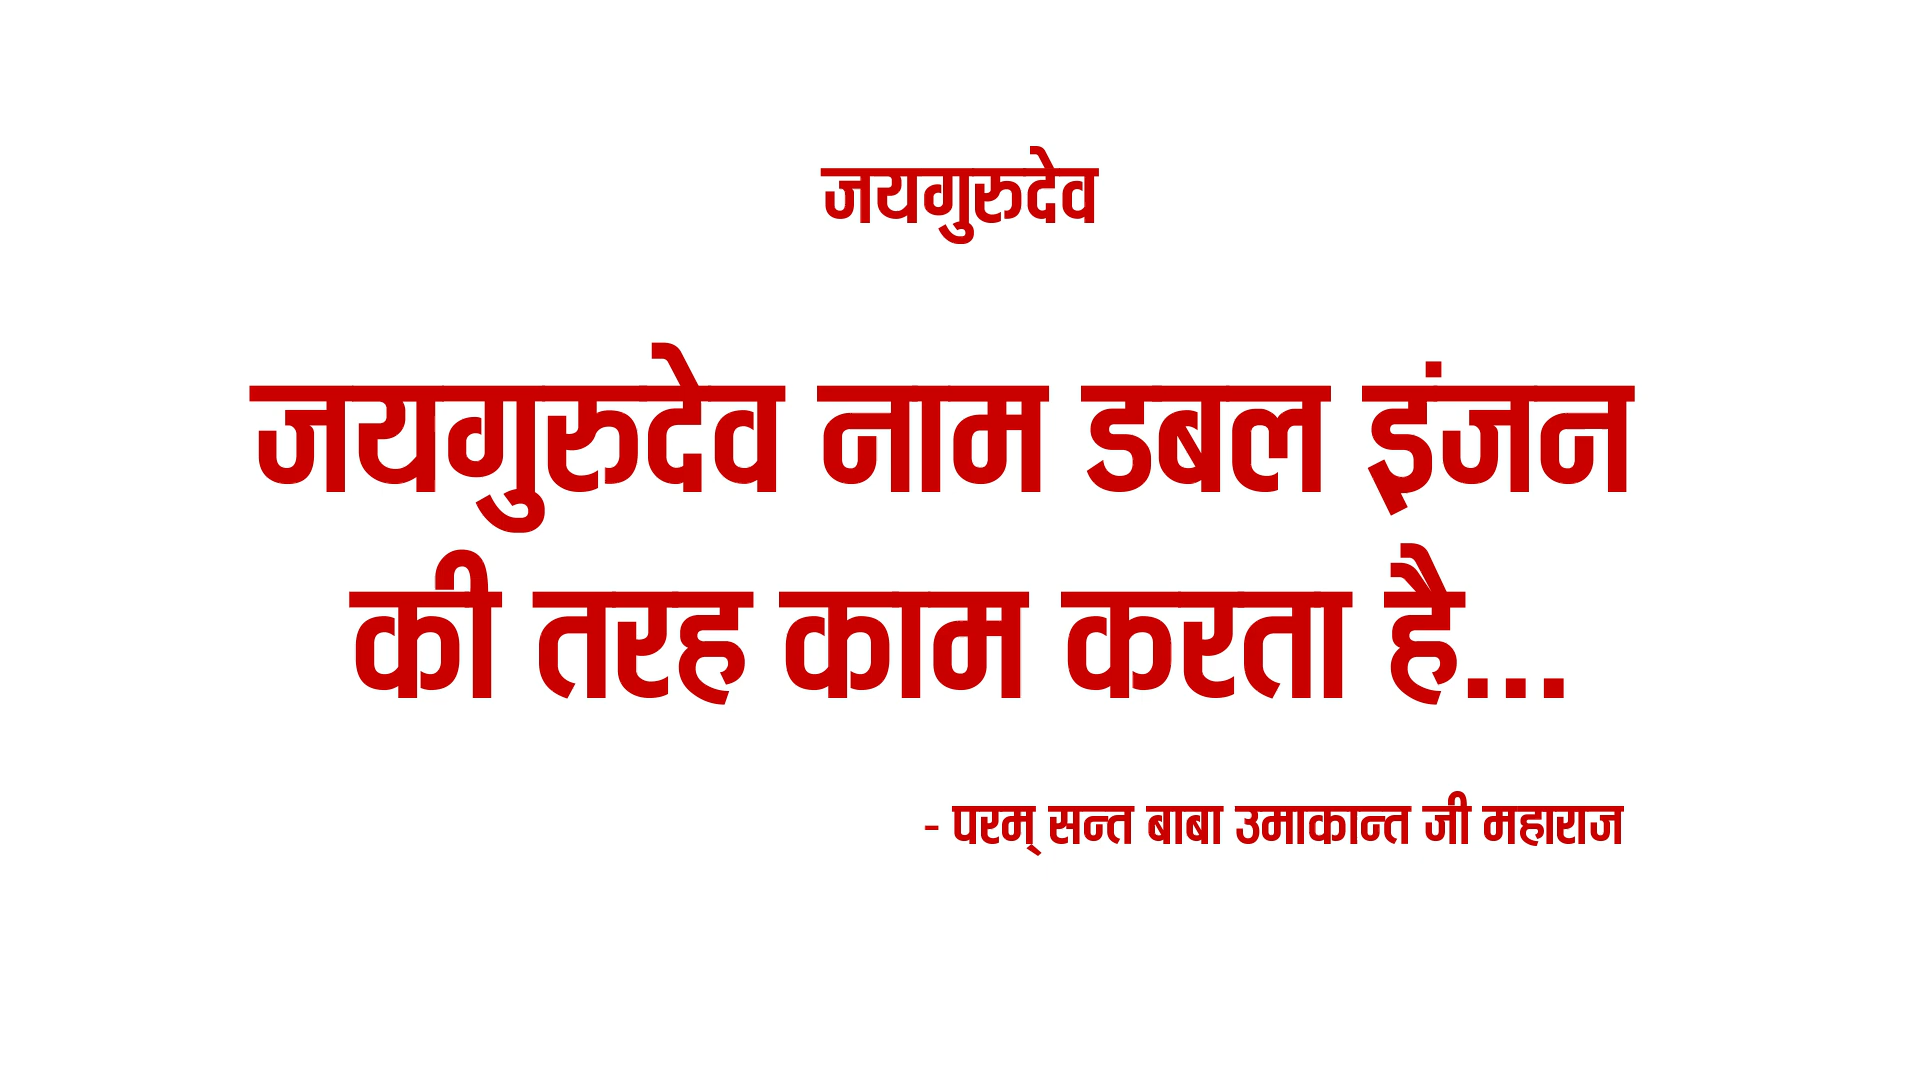 जयगुरुदेव
जयगुरुदेव नाम डबल इंजन
की तरह काम करता है...
- परम् सन्त बाबा उमाकान्त जी महाराज